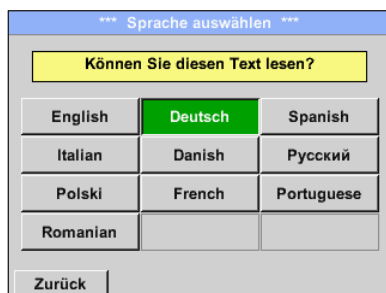 *** Sprache auswählen ***
Können Sie diesen Text lesen?
English Deutsch Spanish
Italian Danish Русский
Polski French Portuguese
Romanian
Zurück